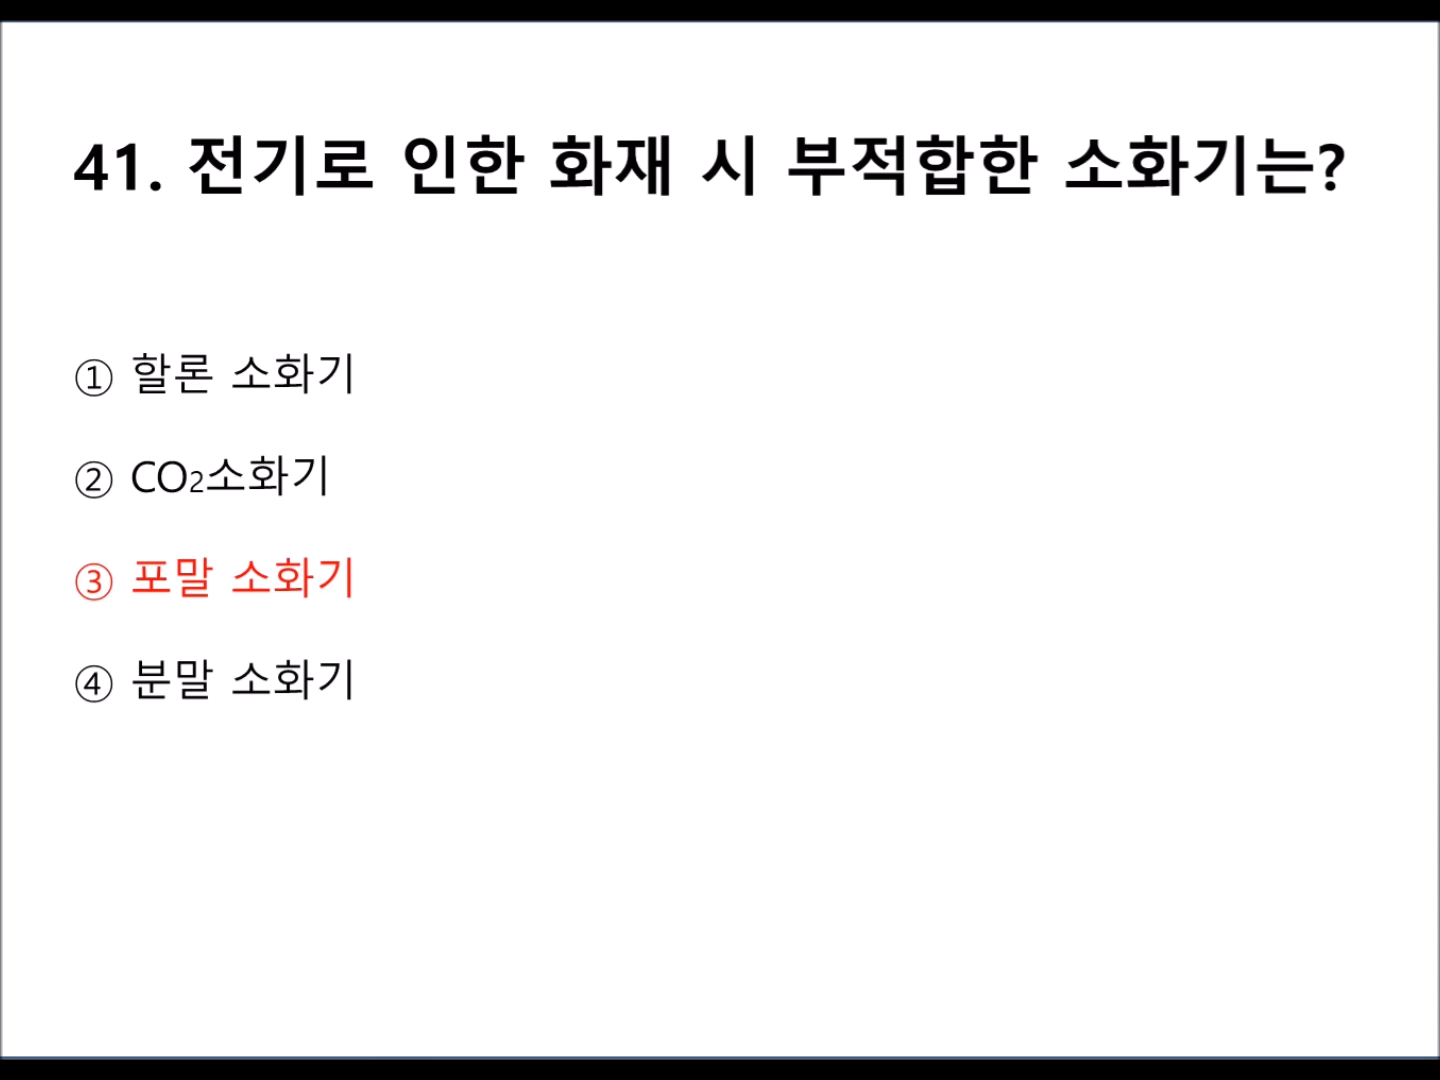 41. 전기로 인한 화재 시 부적합한 소화기는?
① 할론 소화기
② CO₂소화기
③ 포말 소화기
④ 분말 소화기